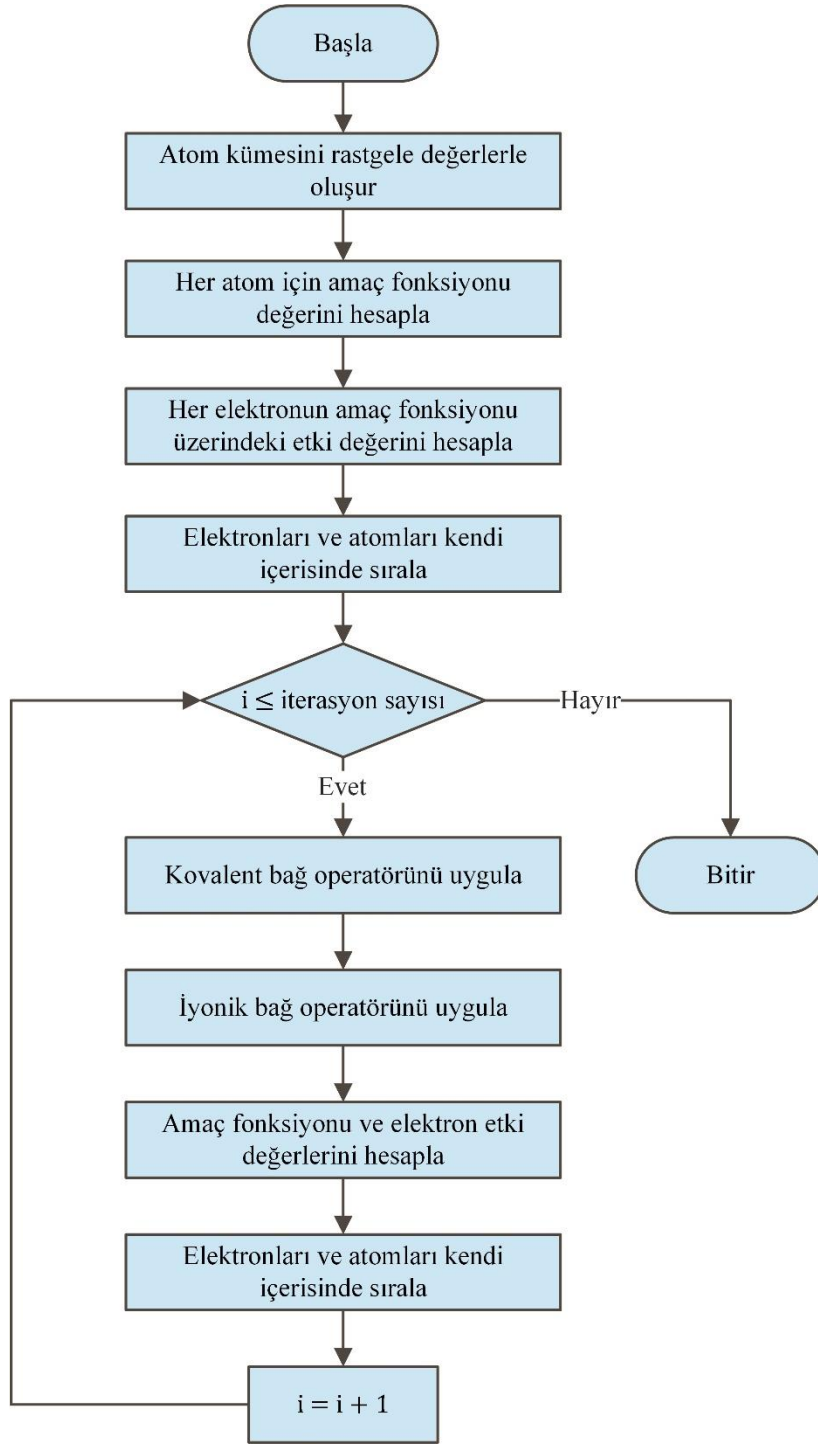 Başla
Atom kümesini rastgele değerlerle
oluşur
Her atom için amaç fonksiyonu
değerini hesapla
Her elektronun amaç fonksiyonu
üzerindeki etki değerini hesapla
Elektronları ve atomları kendi
içerisinde sırala
i ≤ iterasyon sayısı
Hayır
Evet
Kovalent bağ operatörünü uygula
Bitir
İyonik bağ operatörünü uygula
Amaç fonksiyonu ve elektron etki
değerlerini hesapla
Elektronları ve atomları kendi
içerisinde sırala
i = i + 1